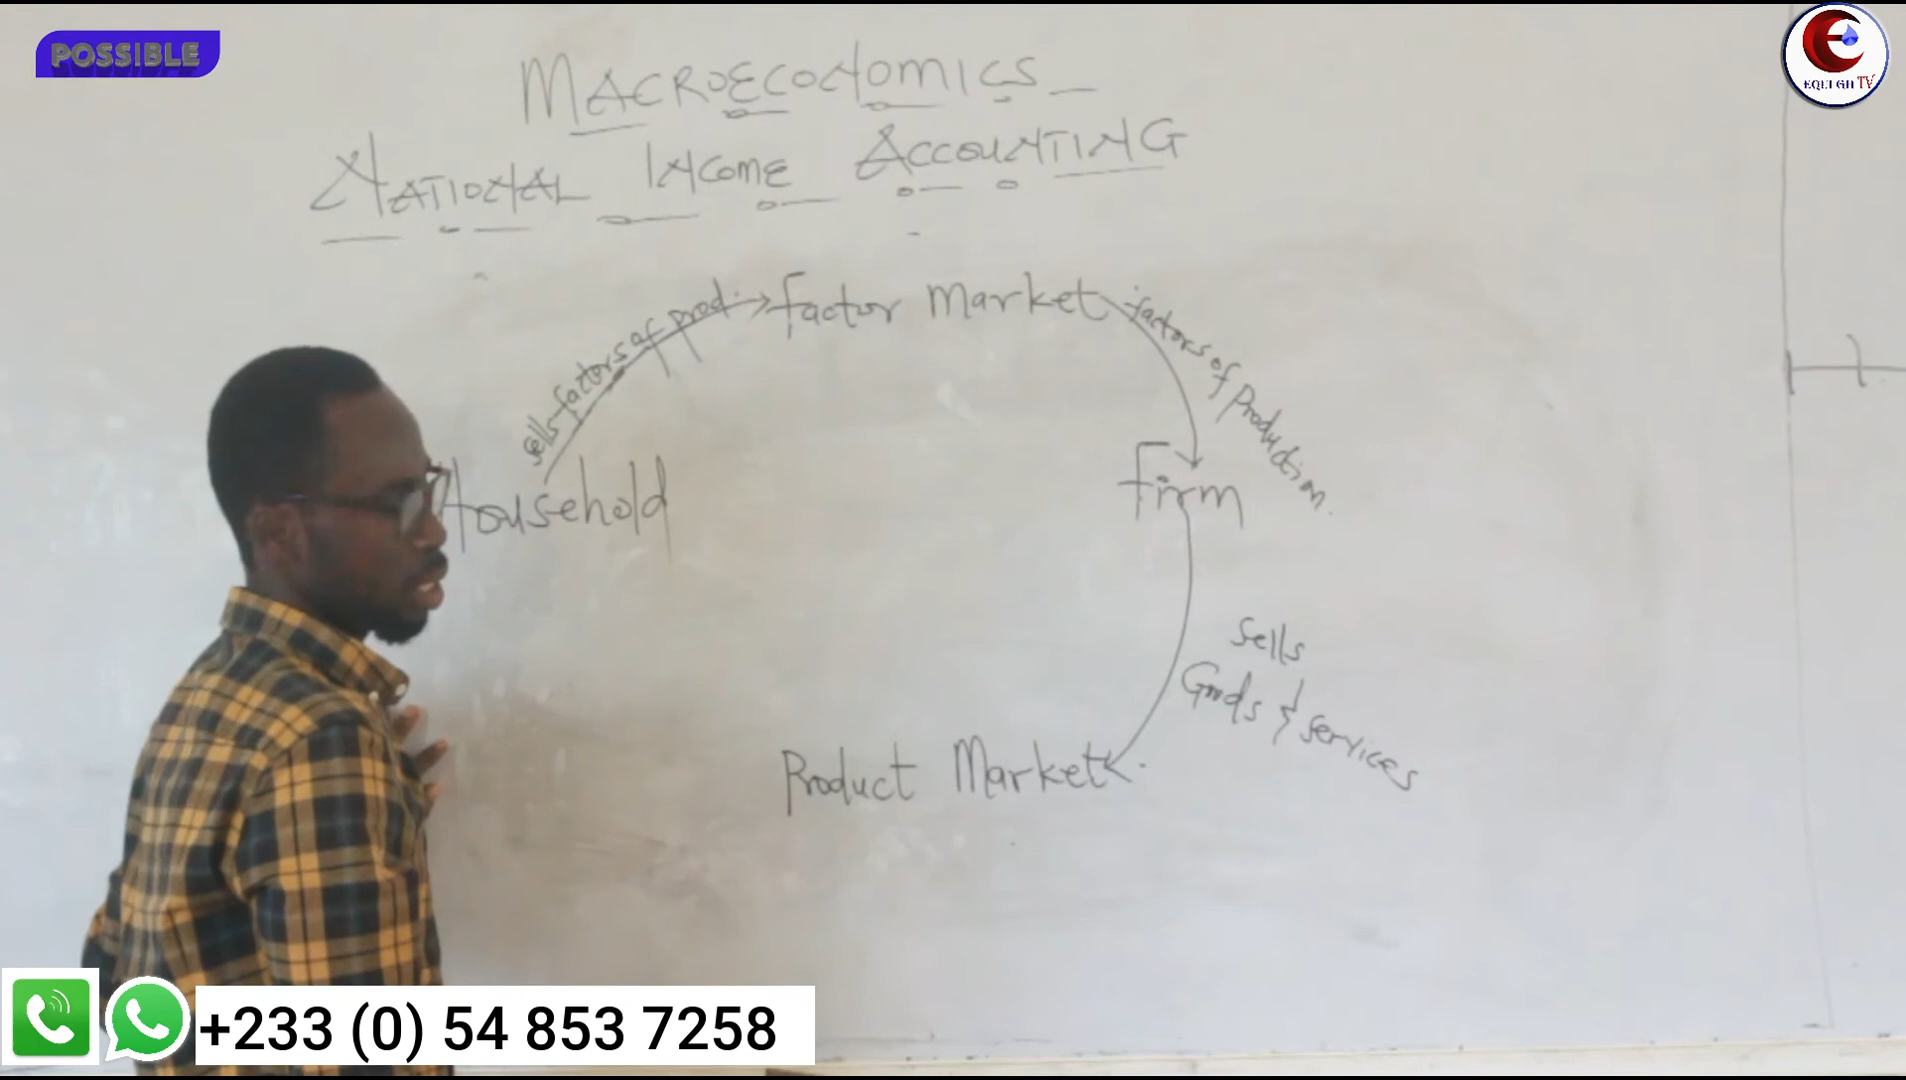 POSSIBLE
EQUI GH TV
MACROECONOMICS
NATIONAL INCOME ACCOUNTING
sells factors of prod.
factor Market
factors of Production
Household
firm
Sells
Goods & services
Product Market
+233 (0) 54 853 7258